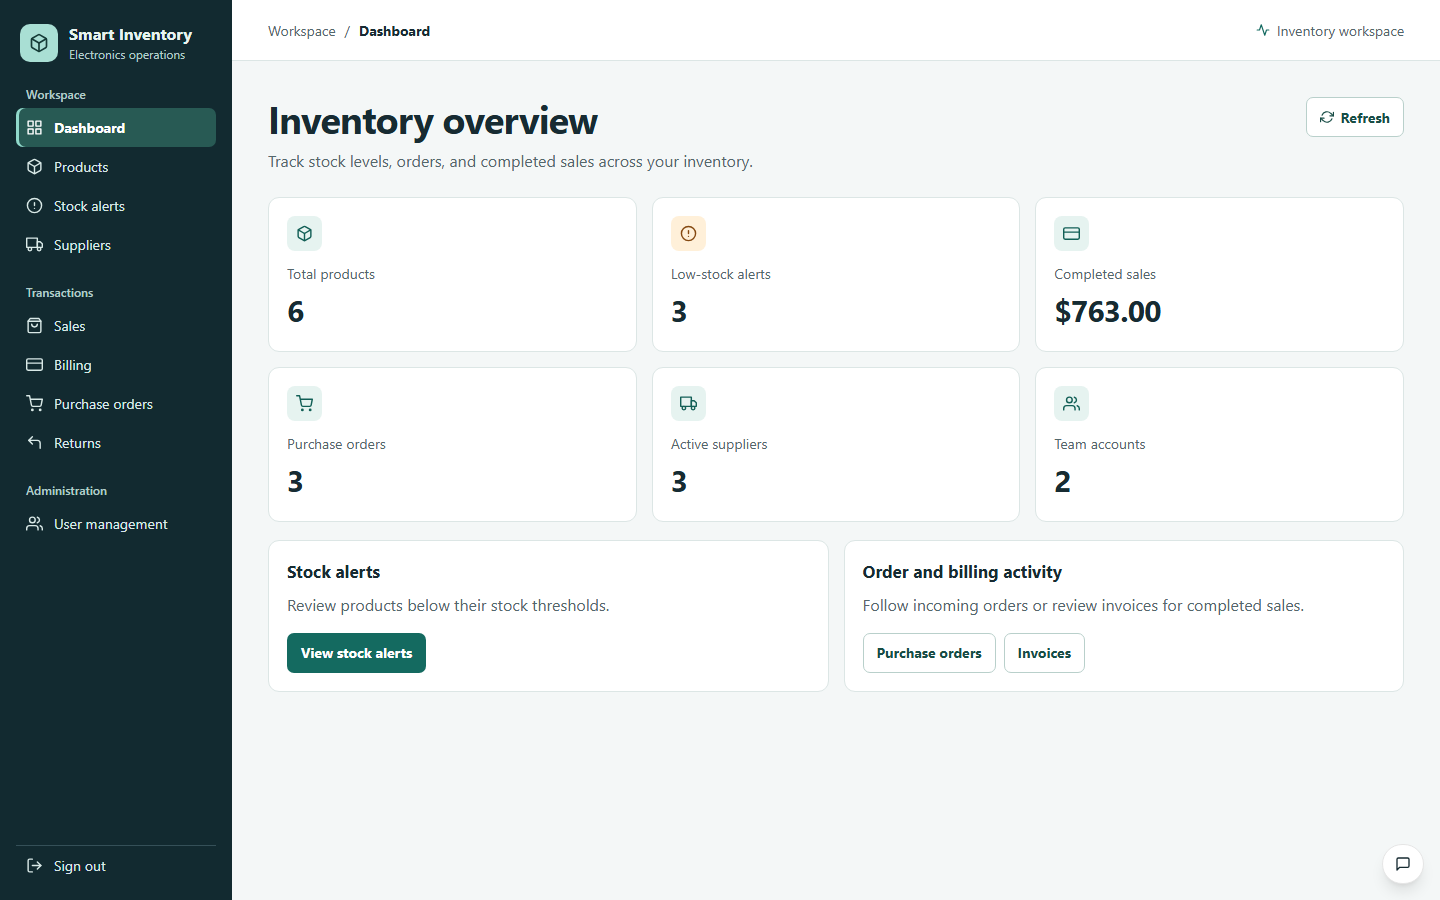 Smart Inventory
Electronics operations
Workspace
Dashboard
Products
Stock alerts
Suppliers
Transactions
Sales
Billing
Purchase orders
Returns
Administration
User management
Sign out
Workspace / Dashboard
Inventory workspace
Inventory overview
Refresh
Track stock levels, orders, and completed sales across your inventory.
Total products
6
Low-stock alerts
3
Completed sales
$763.00
Purchase orders
3
Active suppliers
3
Team accounts
2
Stock alerts
Review products below their stock thresholds.
View stock alerts
Order and billing activity
Follow incoming orders or review invoices for completed sales.
Purchase orders
Invoices